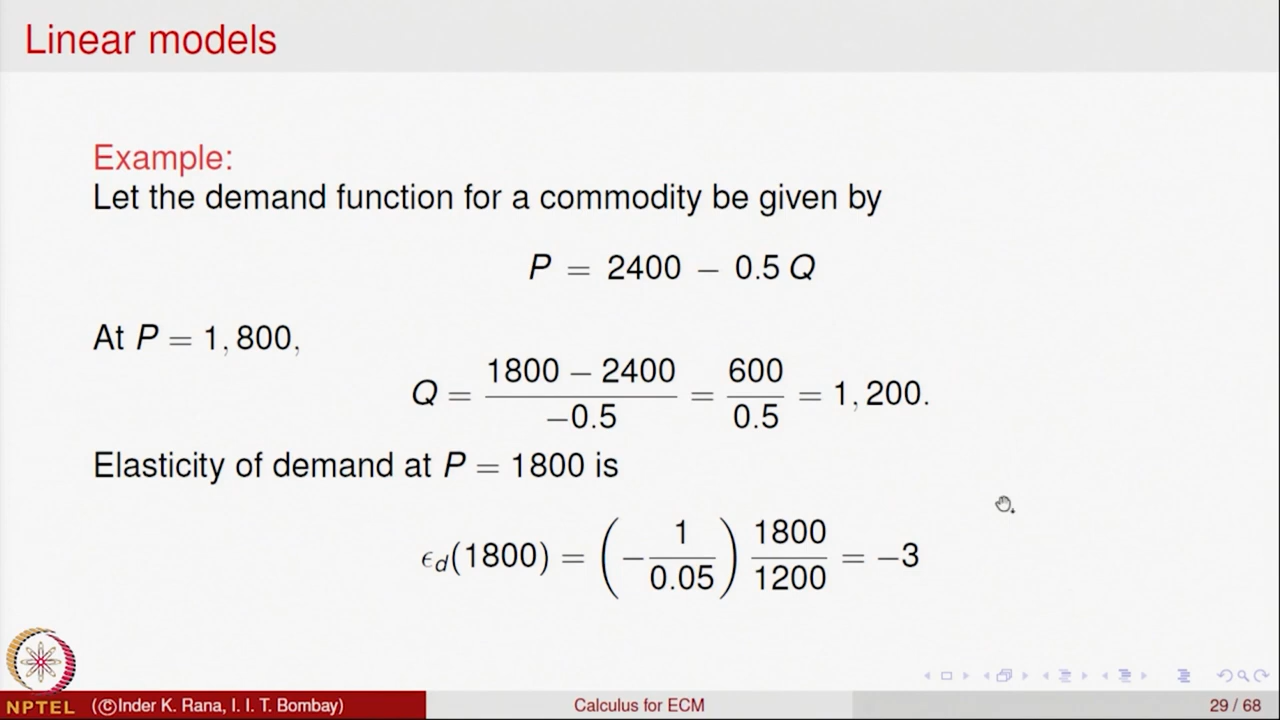 Linear models
Example:
Let the demand function for a commodity be given by
P = 2400 − 0.5 Q
At P = 1,800,
Q = (1800 − 2400)/(−0.5) = 600/0.5 = 1,200.
Elasticity of demand at P = 1800 is
ϵ_d(1800) = (−1/0.05) 1800/1200 = −3
NPTEL (©Inder K. Rana, I. I. T. Bombay) Calculus for ECM 29 / 68